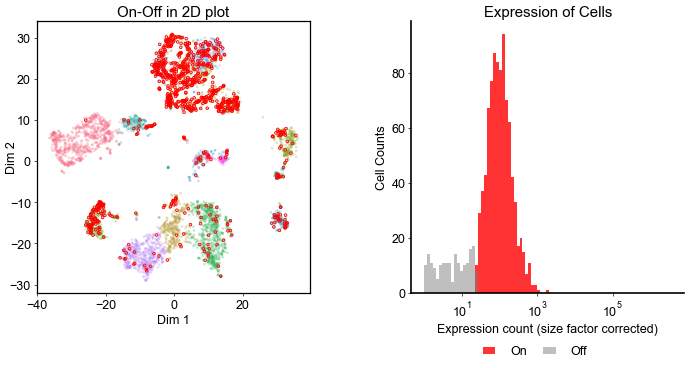 On-Off in 2D plot
Dim 2
30
20
10
0
−10
−20
−30
−40
−20
0
20
Dim 1
Expression of Cells
Cell Counts
80
60
40
20
0
10^1
10^3
10^5
Expression count (size factor corrected)
On Off